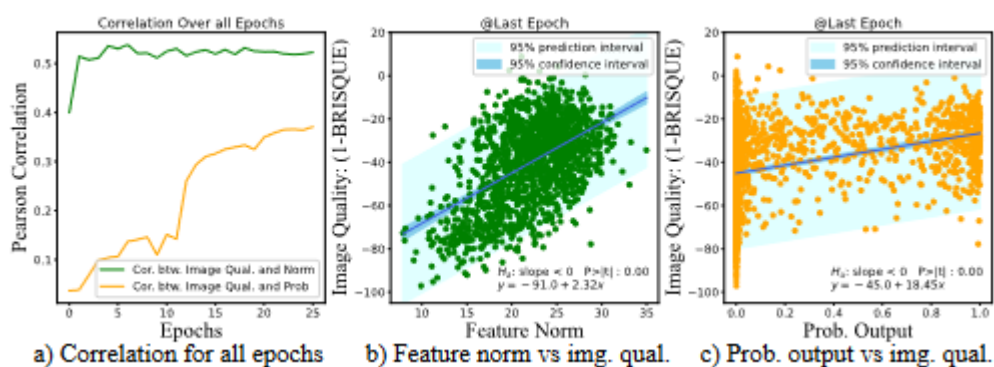 Correlation Over all Epochs
Pearson Correlation
0.5
0.4
0.3
0.2
0.1
Cor. btw. Image Qual. and Norm
Cor. btw. Image Qual. and Prob
0 5 10 15 20 25
Epochs
a) Correlation for all epochs
@Last Epoch
Image Quality: (1-BRISQUE)
20
0
−20
−40
−60
−80
−100
95% prediction interval
95% confidence interval
Hₐ: slope < 0 P>|t| : 0.00
y = − 91.0 + 2.32x
10 15 20 25 30 35
Feature Norm
b) Feature norm vs img. qual.
@Last Epoch
Image Quality: (1-BRISQUE)
20
0
−20
−40
−60
−80
−100
95% prediction interval
95% confidence interval
Hₐ: slope < 0 P>|t| : 0.00
y = − 45.0 + 18.45x
0.0 0.2 0.4 0.6 0.8 1.0
Prob. Output
c) Prob. output vs img. qual.